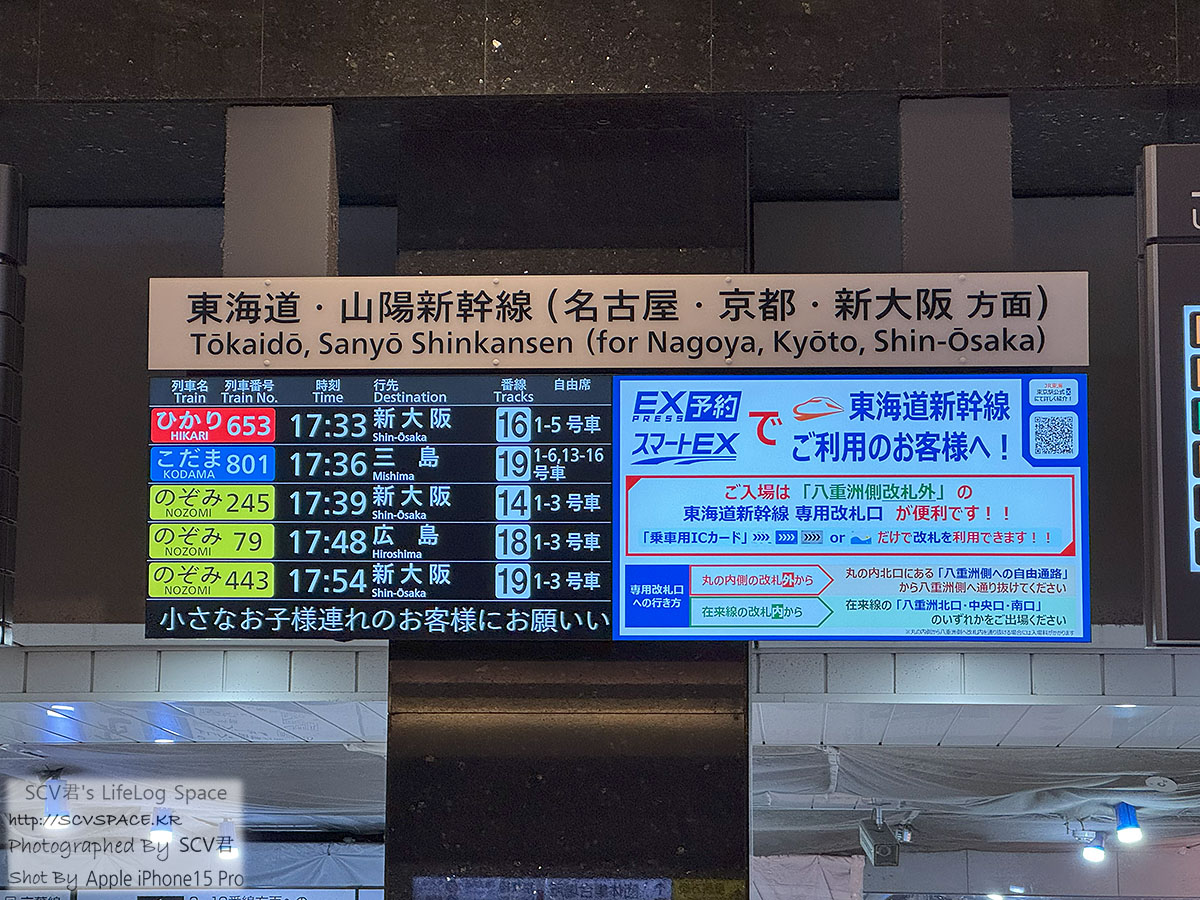 東海道・山陽新幹線（名古屋・京都・新大阪 方面）
Tōkaidō, Sanyō Shinkansen (for Nagoya, Kyōto, Shin-Ōsaka)
列車名 列車番号 時刻 行先 番線 自由席
Train Train No. Time Destination Tracks
ひかり 653 17:33 新大阪 16 1-5 号車
HIKARI Shin-Ōsaka
こだま 801 17:36 三島 19 1-6,13-16 号車
KODAMA Mishima
のぞみ 245 17:39 新大阪 14 1-3 号車
NOZOMI Shin-Ōsaka
のぞみ 79 17:48 広島 18 1-3 号車
NOZOMI Hiroshima
のぞみ 443 17:54 新大阪 19 1-3 号車
NOZOMI Shin-Ōsaka
小さなお子様連れのお客様にお願いい
EX予約
PRESS
スマートEX
で
東海道新幹線
ご利用のお客様へ！
東京駅公式X
にて詳しく紹介！
ご入場は 「八重洲側改札外」 の
東海道新幹線 専用改札口 が便利です！！
「乗車用ICカード」 or だけで改札を利用できます！！
専用改札口
への行き方
丸の内側の改札外から
丸の内北口にある 「八重洲側への自由通路」
から八重洲側へ通り抜けてください
在来線の改札内から
在来線の 「八重洲北口・中央口・南口」
のいずれかをご出場ください
SCV君's LifeLog Space
http://SCVSPACE.KR
Photographed By SCV君
Shot By Apple iPhone15 Pro